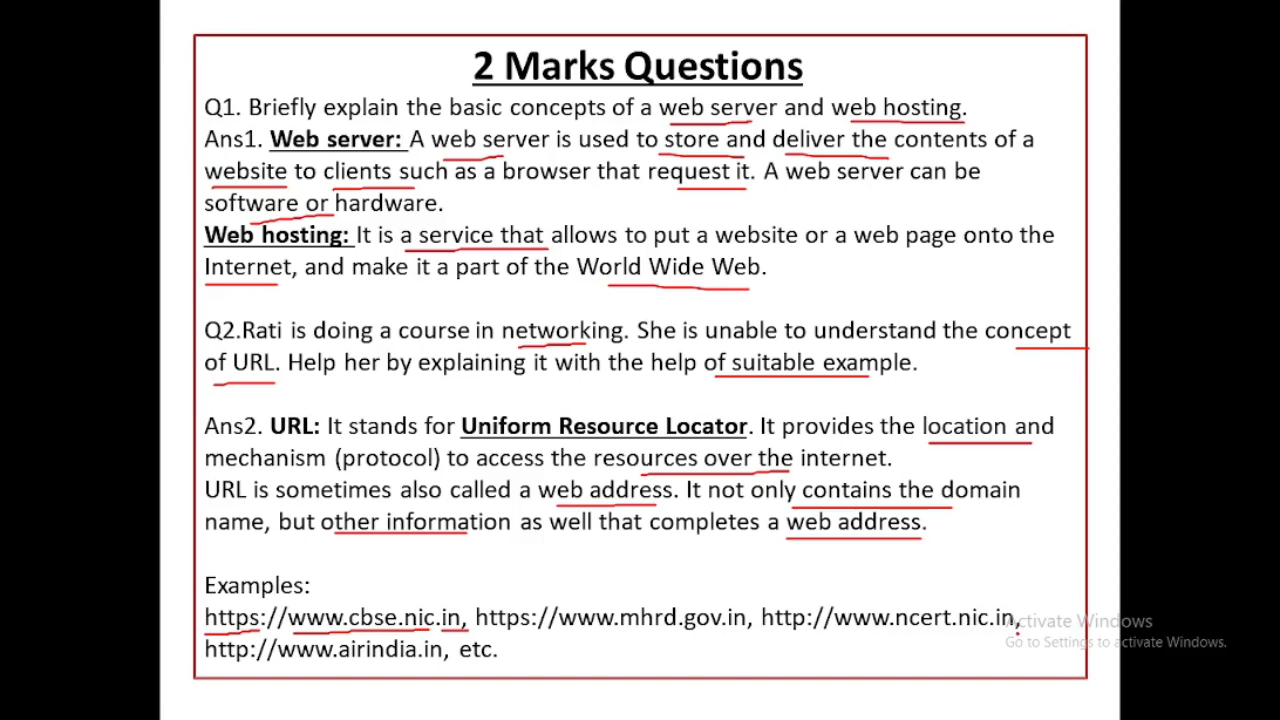 2 Marks Questions
Q1. Briefly explain the basic concepts of a web server and web hosting.
Ans1. Web server: A web server is used to store and deliver the contents of a
website to clients such as a browser that request it. A web server can be
software or hardware.
Web hosting: It is a service that allows to put a website or a web page onto the
Internet, and make it a part of the World Wide Web.
Q2.Rati is doing a course in networking. She is unable to understand the concept
of URL. Help her by explaining it with the help of suitable example.
Ans2. URL: It stands for Uniform Resource Locator. It provides the location and
mechanism (protocol) to access the resources over the internet.
URL is sometimes also called a web address. It not only contains the domain
name, but other information as well that completes a web address.
Examples:
https://www.cbse.nic.in, https://www.mhrd.gov.in, http://www.ncert.nic.in,
http://www.airindia.in, etc.
Activate Windows
Go to Settings to activate Windows.